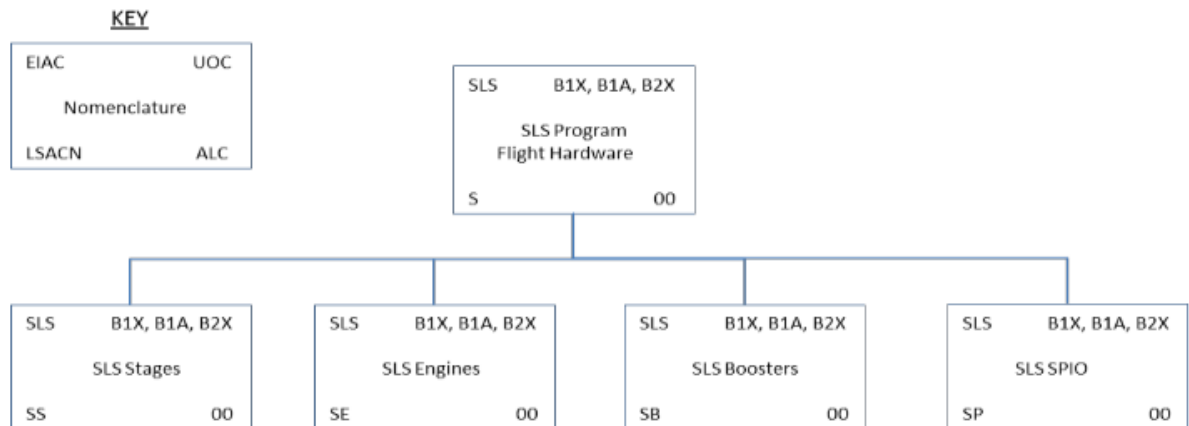 KEY
EIAC UOC
Nomenclature
LSACN ALC
SLS B1X, B1A, B2X
SLS Program
Flight Hardware
S 00
SLS B1X, B1A, B2X
SLS Stages
SS 00
SLS B1X, B1A, B2X
SLS Engines
SE 00
SLS B1X, B1A, B2X
SLS Boosters
SB 00
SLS B1X, B1A, B2X
SLS SPIO
SP 00